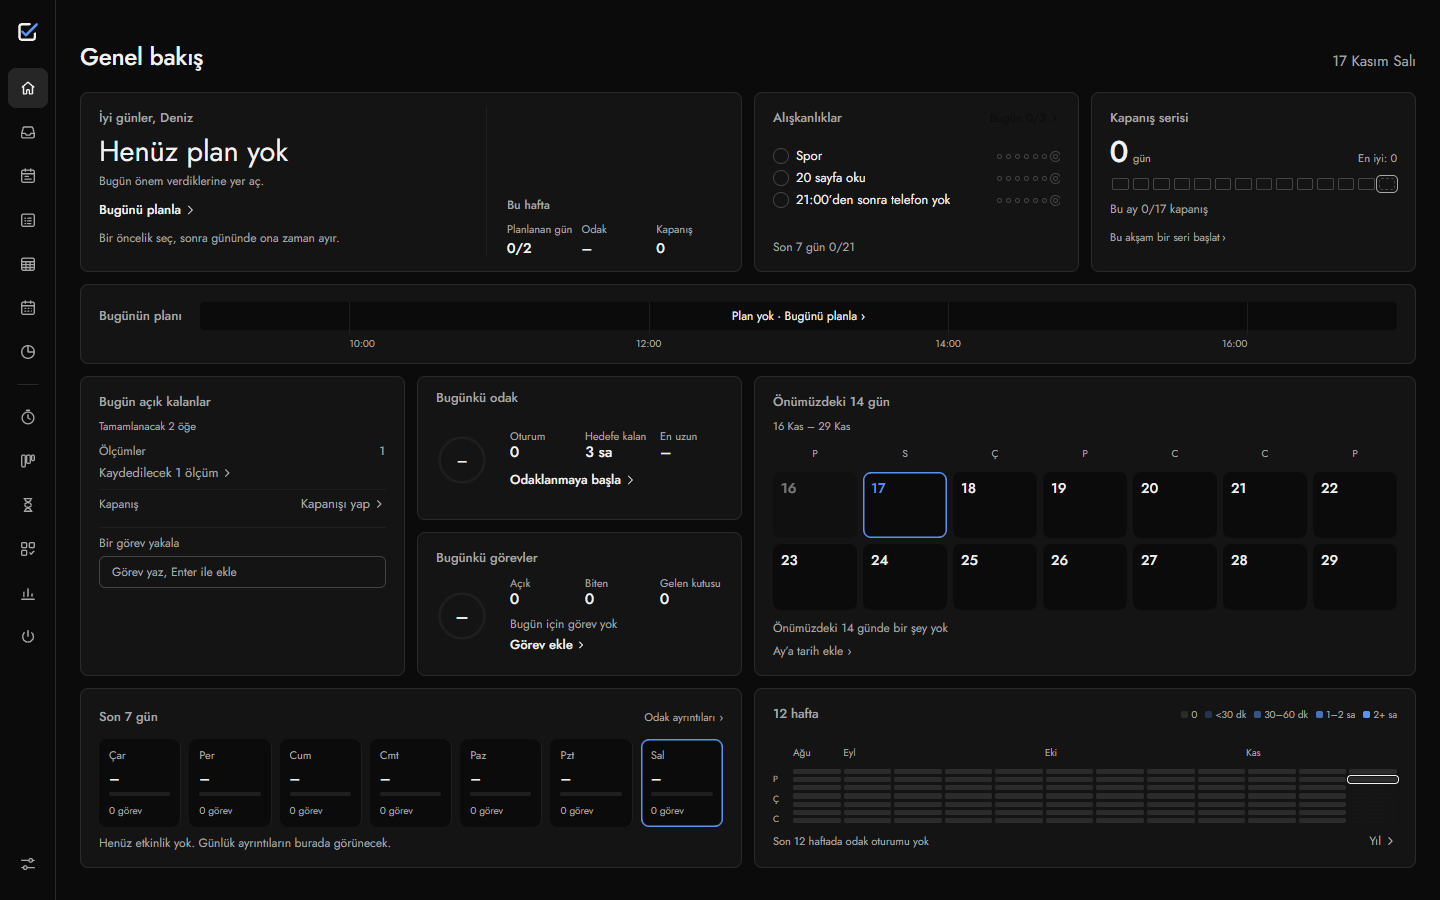 Genel bakış
17 Kasım Salı
İyi günler, Deniz
Henüz plan yok
Bugün önem verdiklerine yer aç.
Bugünü planla
Bir öncelik seç, sonra gününde ona zaman ayır.
Bu hafta
Planlanan gün Odak Kapanış
0/2 – 0
Alışkanlıklar
Bugün 0/3 ›
Spor
20 sayfa oku
21:00’den sonra telefon yok
Son 7 gün 0/21
Kapanış serisi
0 gün
En iyi: 0
Bu ay 0/17 kapanış
Bu akşam bir seri başlat ›
Bugünün planı
Plan yok · Bugünü planla ›
10:00 12:00 14:00 16:00
Bugün açık kalanlar
Tamamlanacak 2 öğe
Ölçümler 1
Kaydedilecek 1 ölçüm
Kapanış Kapanışı yap
Bir görev yakala
Görev yaz, Enter ile ekle
Bugünkü odak
–
Oturum Hedefe kalan En uzun
0 3 sa –
Odaklanmaya başla
Bugünkü görevler
–
Açık Biten Gelen kutusu
0 0 0
Bugün için görev yok
Görev ekle
Önümüzdeki 14 gün
16 Kas – 29 Kas
P S Ç P C C P
16 17 18 19 20 21 22
23 24 25 26 27 28 29
Önümüzdeki 14 günde bir şey yok
Ay’a tarih ekle ›
Son 7 gün
Odak ayrıntıları ›
Çar Per Cum Cmt Paz Pzt Sal
– – – – – – –
0 görev 0 görev 0 görev 0 görev 0 görev 0 görev 0 görev
Henüz etkinlik yok. Günlük ayrıntıların burada görünecek.
12 hafta
0 <30 dk 30–60 dk 1–2 sa 2+ sa
Ağu Eyl Eki Kas
P
Ç
C
Son 12 haftada odak oturumu yok
Yıl